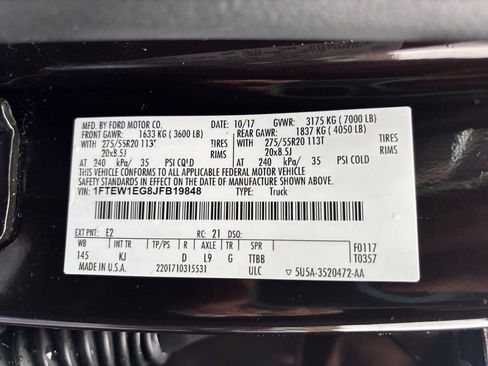 MFD. BY FORD MOTOR CO. 10/17 GVWR: 3175 KG ( 7000 LB)
FRONT GAWR: 1633 KG ( 3600 LB) REAR GAWR: 1837 KG ( 4050 LB)
WITH 275/55R20 113T TIRES WITH 275/55R20 113T TIRES
20x8.5J RIMS 20x8.5J RIMS
AT 240 kPa/ 35 PSI COLD AT 240 kPa/ 35 PSI COLD
THIS VEHICLE CONFORMS TO ALL APPLICABLE FEDERAL MOTOR VEHICLE
SAFETY STANDARDS IN EFFECT ON THE DATE OF MANUFACTURE SHOWN ABOVE.
VIN: 1FTEW1EG8JFB19848 TYPE: Truck
EXT PNT: E2 RC: 21 DSO:
WB INT TR TP/PS R AXLE TR SPR F0117
145 KJ D L9 G TTBB T0357
MADE IN U.S.A. 2201710315531 ULC 5U5A-3520472-AA